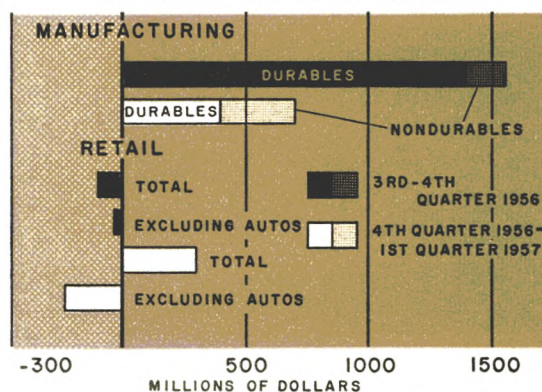 MANUFACTURING
DURABLES
DURABLES
NONDURABLES
RETAIL
TOTAL
3RD-4TH
QUARTER 1956
EXCLUDING AUTOS
4TH QUARTER 1956-
1ST QUARTER 1957
TOTAL
EXCLUDING AUTOS
-300 500 1000 1500
MILLIONS OF DOLLARS